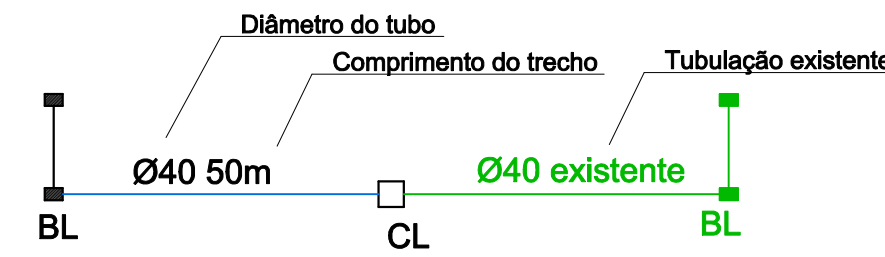 Diâmetro do tubo
Comprimento do trecho
Tubulação existente
Ø40 50m
Ø40 existente
BL
CL
BL